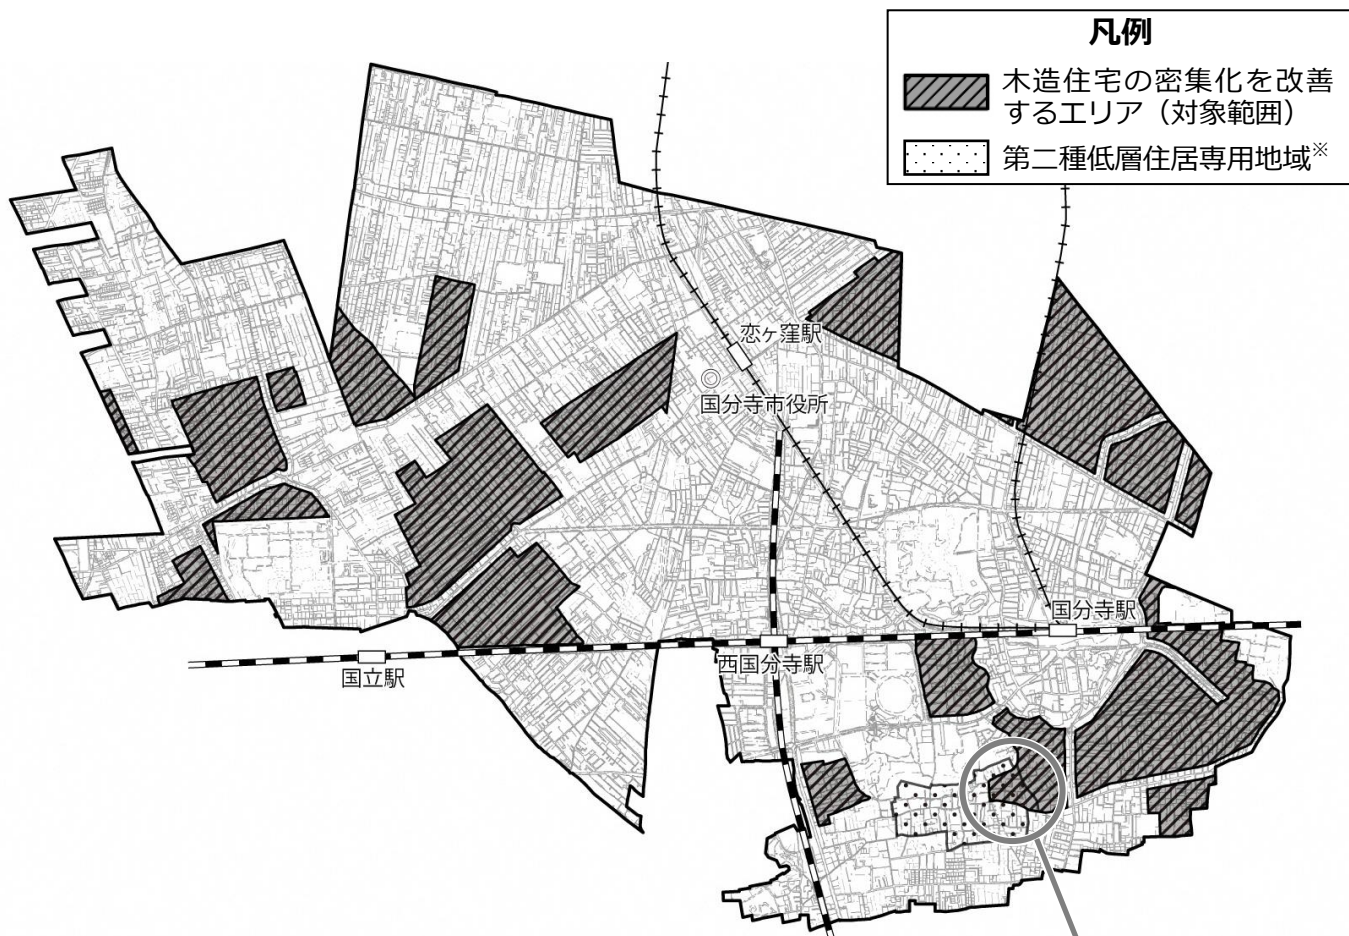 凡例
木造住宅の密集化を改善
するエリア（対象範囲）
第二種低層住居専用地域※
恋ヶ窪駅
国分寺市役所
国分寺駅
西国分寺駅
国立駅